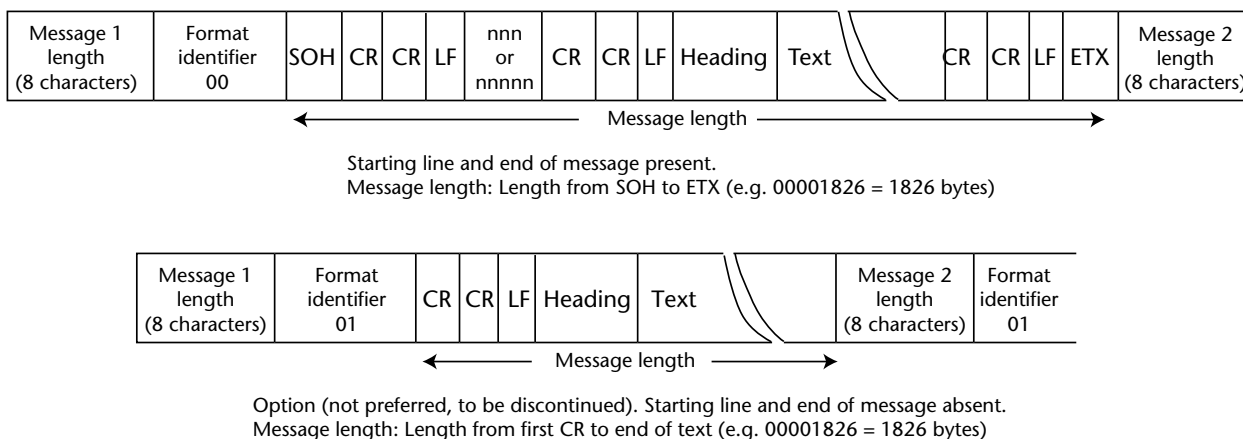 Message 1 length (8 characters)
Format identifier 00
SOH
CR
CR
LF
nnn or nnnnn
CR
CR
LF
Heading
Text
CR
CR
LF
ETX
Message 2 length (8 characters)
Message length
Starting line and end of message present.
Message length: Length from SOH to ETX (e.g. 00001826 = 1826 bytes)
Message 1 length (8 characters)
Format identifier 01
CR
CR
LF
Heading
Text
Message 2 length (8 characters)
Format identifier 01
Message length
Option (not preferred, to be discontinued). Starting line and end of message absent.
Message length: Length from first CR to end of text (e.g. 00001826 = 1826 bytes)